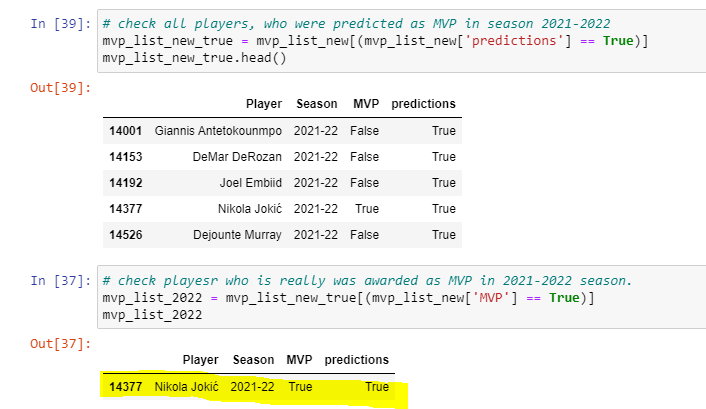 In [39]: # check all players, who were predicted as MVP in season 2021-2022
mvp_list_new_true = mvp_list_new[(mvp_list_new['predictions'] == True)]
mvp_list_new_true.head()
Out[39]:
Player Season MVP predictions
14001 Giannis Antetokounmpo 2021-22 False True
14153 DeMar DeRozan 2021-22 False True
14192 Joel Embiid 2021-22 False True
14377 Nikola Jokić 2021-22 True True
14526 Dejounte Murray 2021-22 False True
In [37]: # check playesr who is really was awarded as MVP in 2021-2022 season.
mvp_list_2022 = mvp_list_new_true[(mvp_list_new['MVP'] == True)]
mvp_list_2022
Out[37]:
Player Season MVP predictions
14377 Nikola Jokić 2021-22 True True